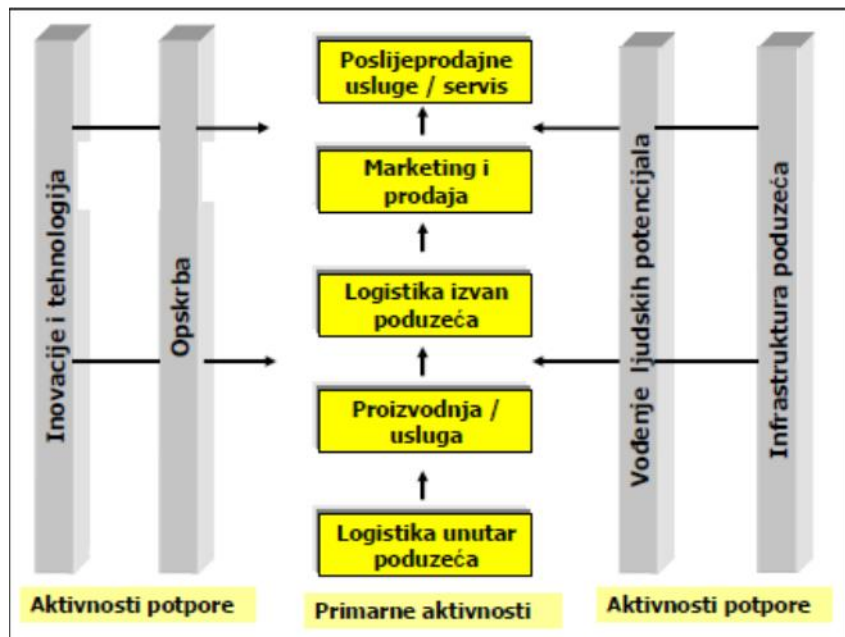 Inovacije i tehnologija
Opskrba
Poslijeprodajne
usluge / servis
Marketing i
prodaja
Logistika izvan
poduzeća
Proizvodnja /
usluga
Logistika unutar
poduzeća
Vođenje ljudskih potencijala
Infrastruktura poduzeća
Aktivnosti potpore
Primarne aktivnosti
Aktivnosti potpore